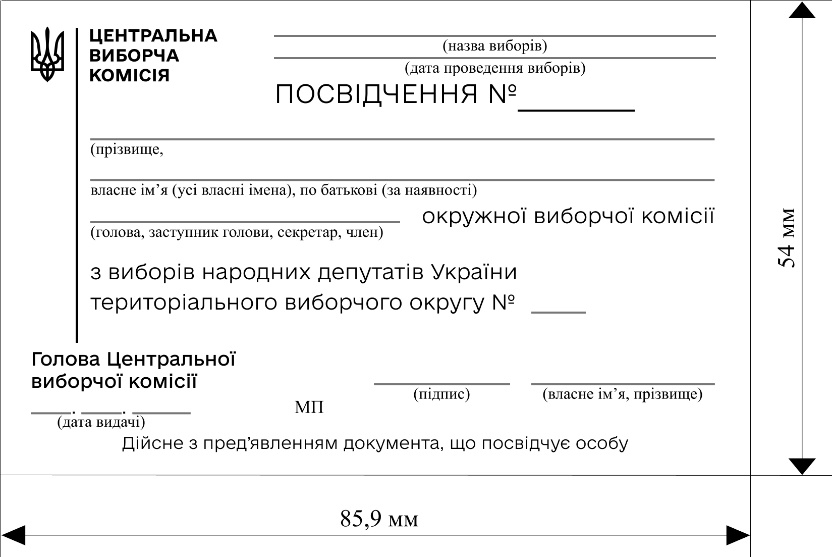 ЦЕНТРАЛЬНА
ВИБОРЧА
КОМІСІЯ
(назва виборів)
(дата проведення виборів)
ПОСВІДЧЕННЯ №
(прізвище,
власне ім’я (усі власні імена), по батькові (за наявності)
окружної виборчої комісії
(голова, заступник голови, секретар, член)
з виборів народних депутатів України
територіального виборчого округу №
Голова Центральної
виборчої комісії
(підпис)
(власне ім’я, прізвище)
МП
(дата видачі)
Дійсне з пред’явленням документа, що посвідчує особу
54 мм
85,9 мм